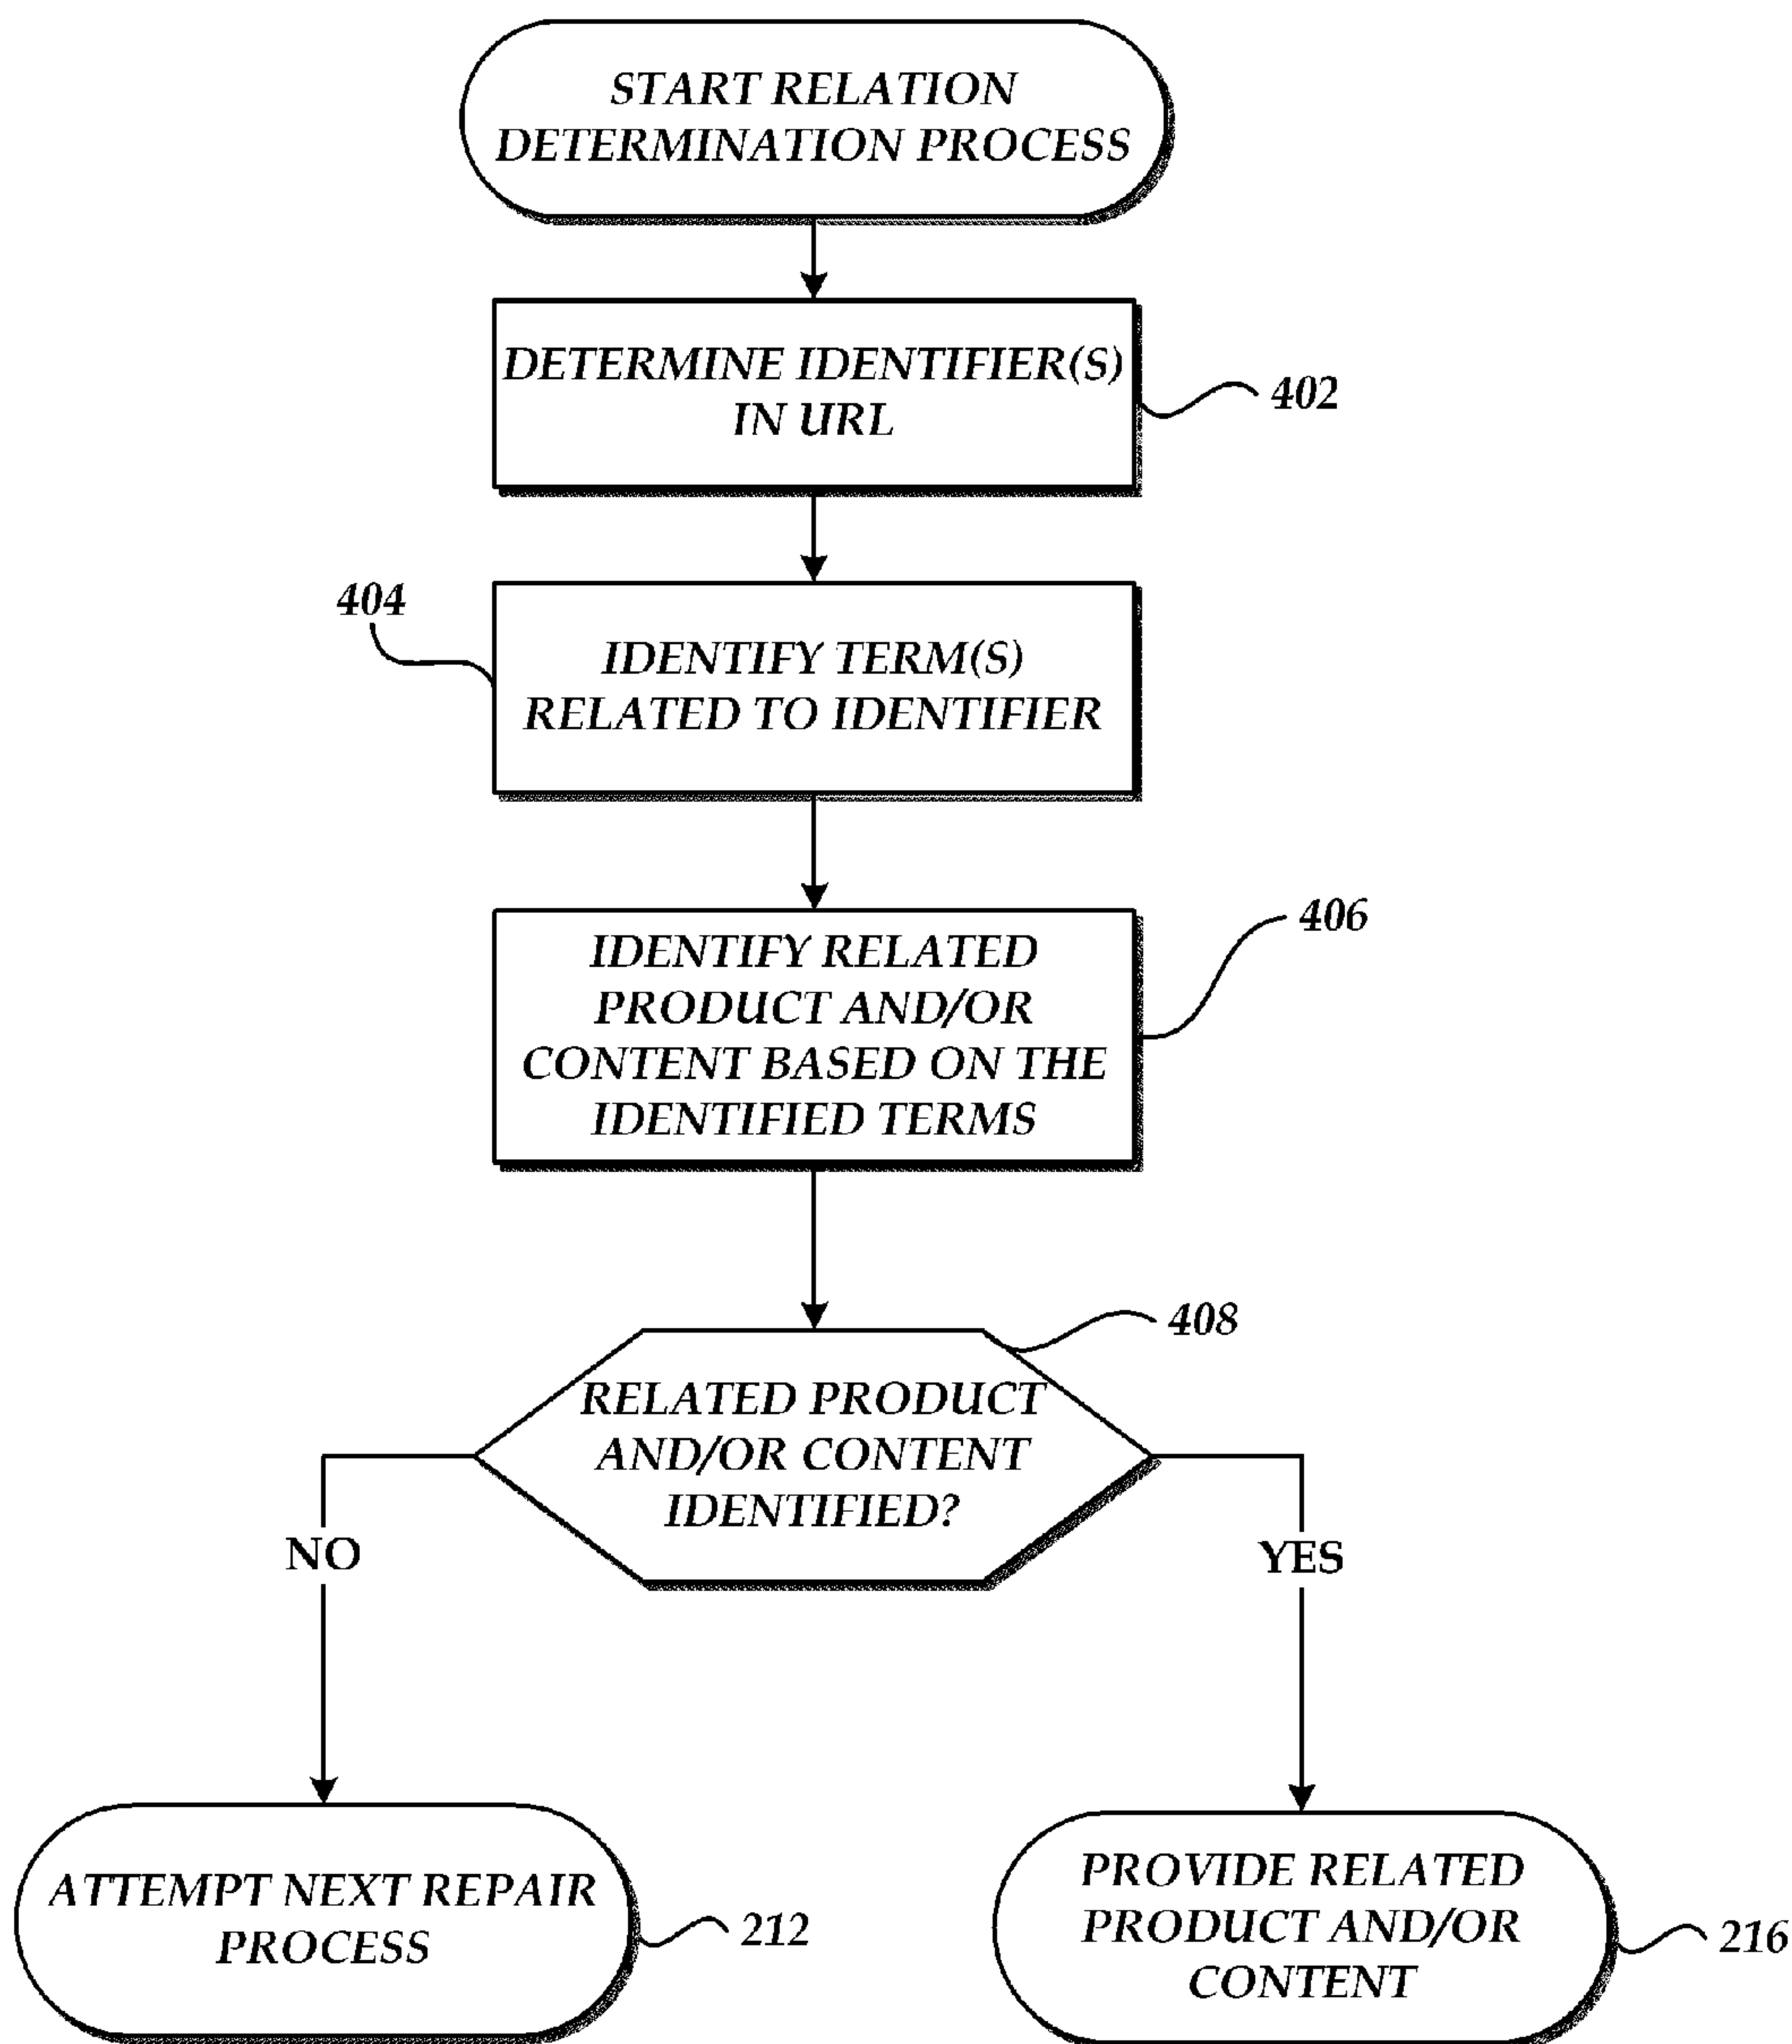 START RELATION
DETERMINATION PROCESS
DETERMINE IDENTIFIER(S)
IN URL
402
404
IDENTIFY TERM(S)
RELATED TO IDENTIFIER
406
IDENTIFY RELATED
PRODUCT AND/OR
CONTENT BASED ON THE
IDENTIFIED TERMS
408
RELATED PRODUCT
AND/OR CONTENT
IDENTIFIED?
NO
YES
ATTEMPT NEXT REPAIR
PROCESS
212
PROVIDE RELATED
PRODUCT AND/OR
CONTENT
216